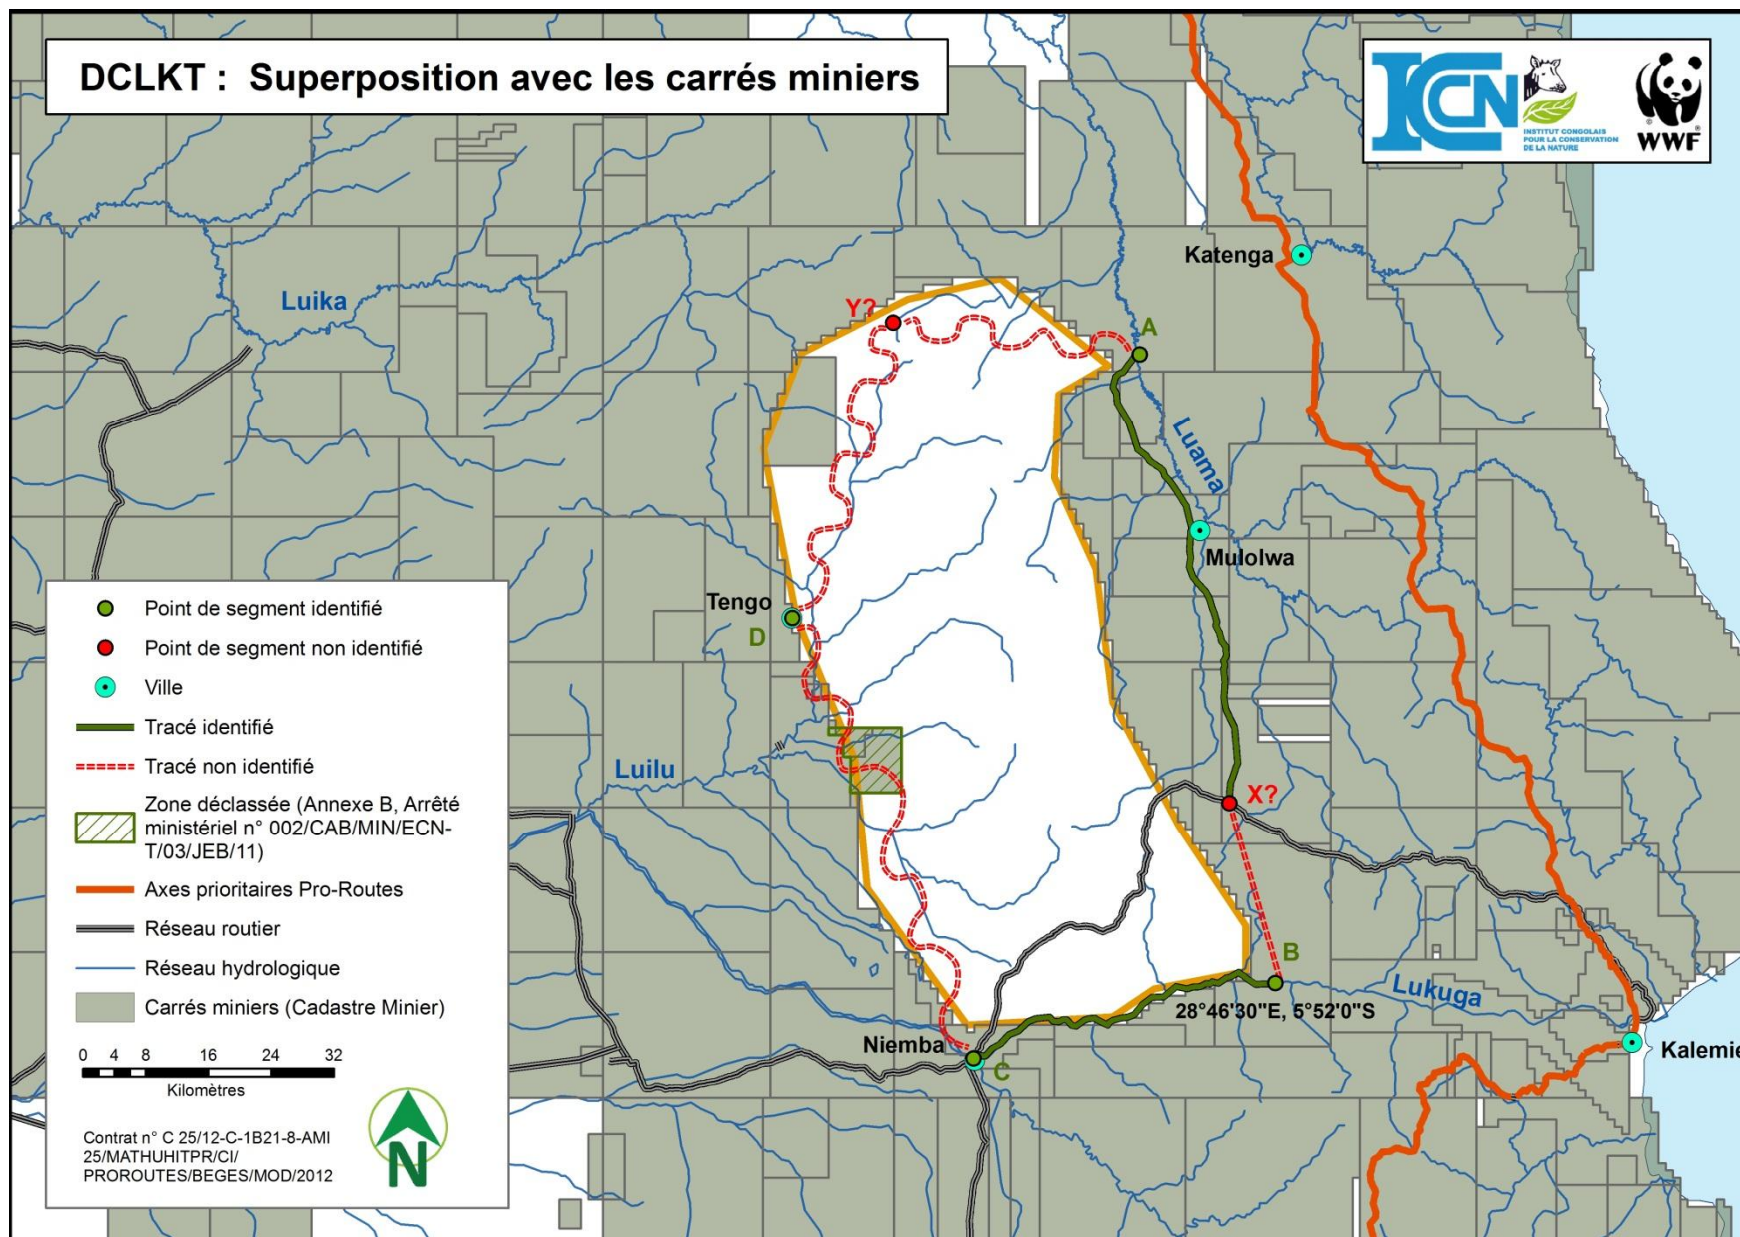 DCLKT : Superposition avec les carrés miniers
ICCN
INSTITUT CONGOLAIS
POUR LA CONSERVATION
DE LA NATURE
WWF
Katenga
Luika
Y?
A
Luama
Mulolwa
Tengo
D
Luilu
X?
B
Lukuga
28°46'30"E, 5°52'0"S
Niemba
C
Kalemie
Point de segment identifié
Point de segment non identifié
Ville
Tracé identifié
Tracé non identifié
Zone déclassée (Annexe B, Arrêté
ministériel n° 002/CAB/MIN/ECN-
T/03/JEB/11)
Axes prioritaires Pro-Routes
Réseau routier
Réseau hydrologique
Carrés miniers (Cadastre Minier)
0 4 8 16 24 32
Kilomètres
Contrat n° C 25/12-C-1B21-8-AMI
25/MATHUHITPR/CI/
PROROUTES/BEGES/MOD/2012
N